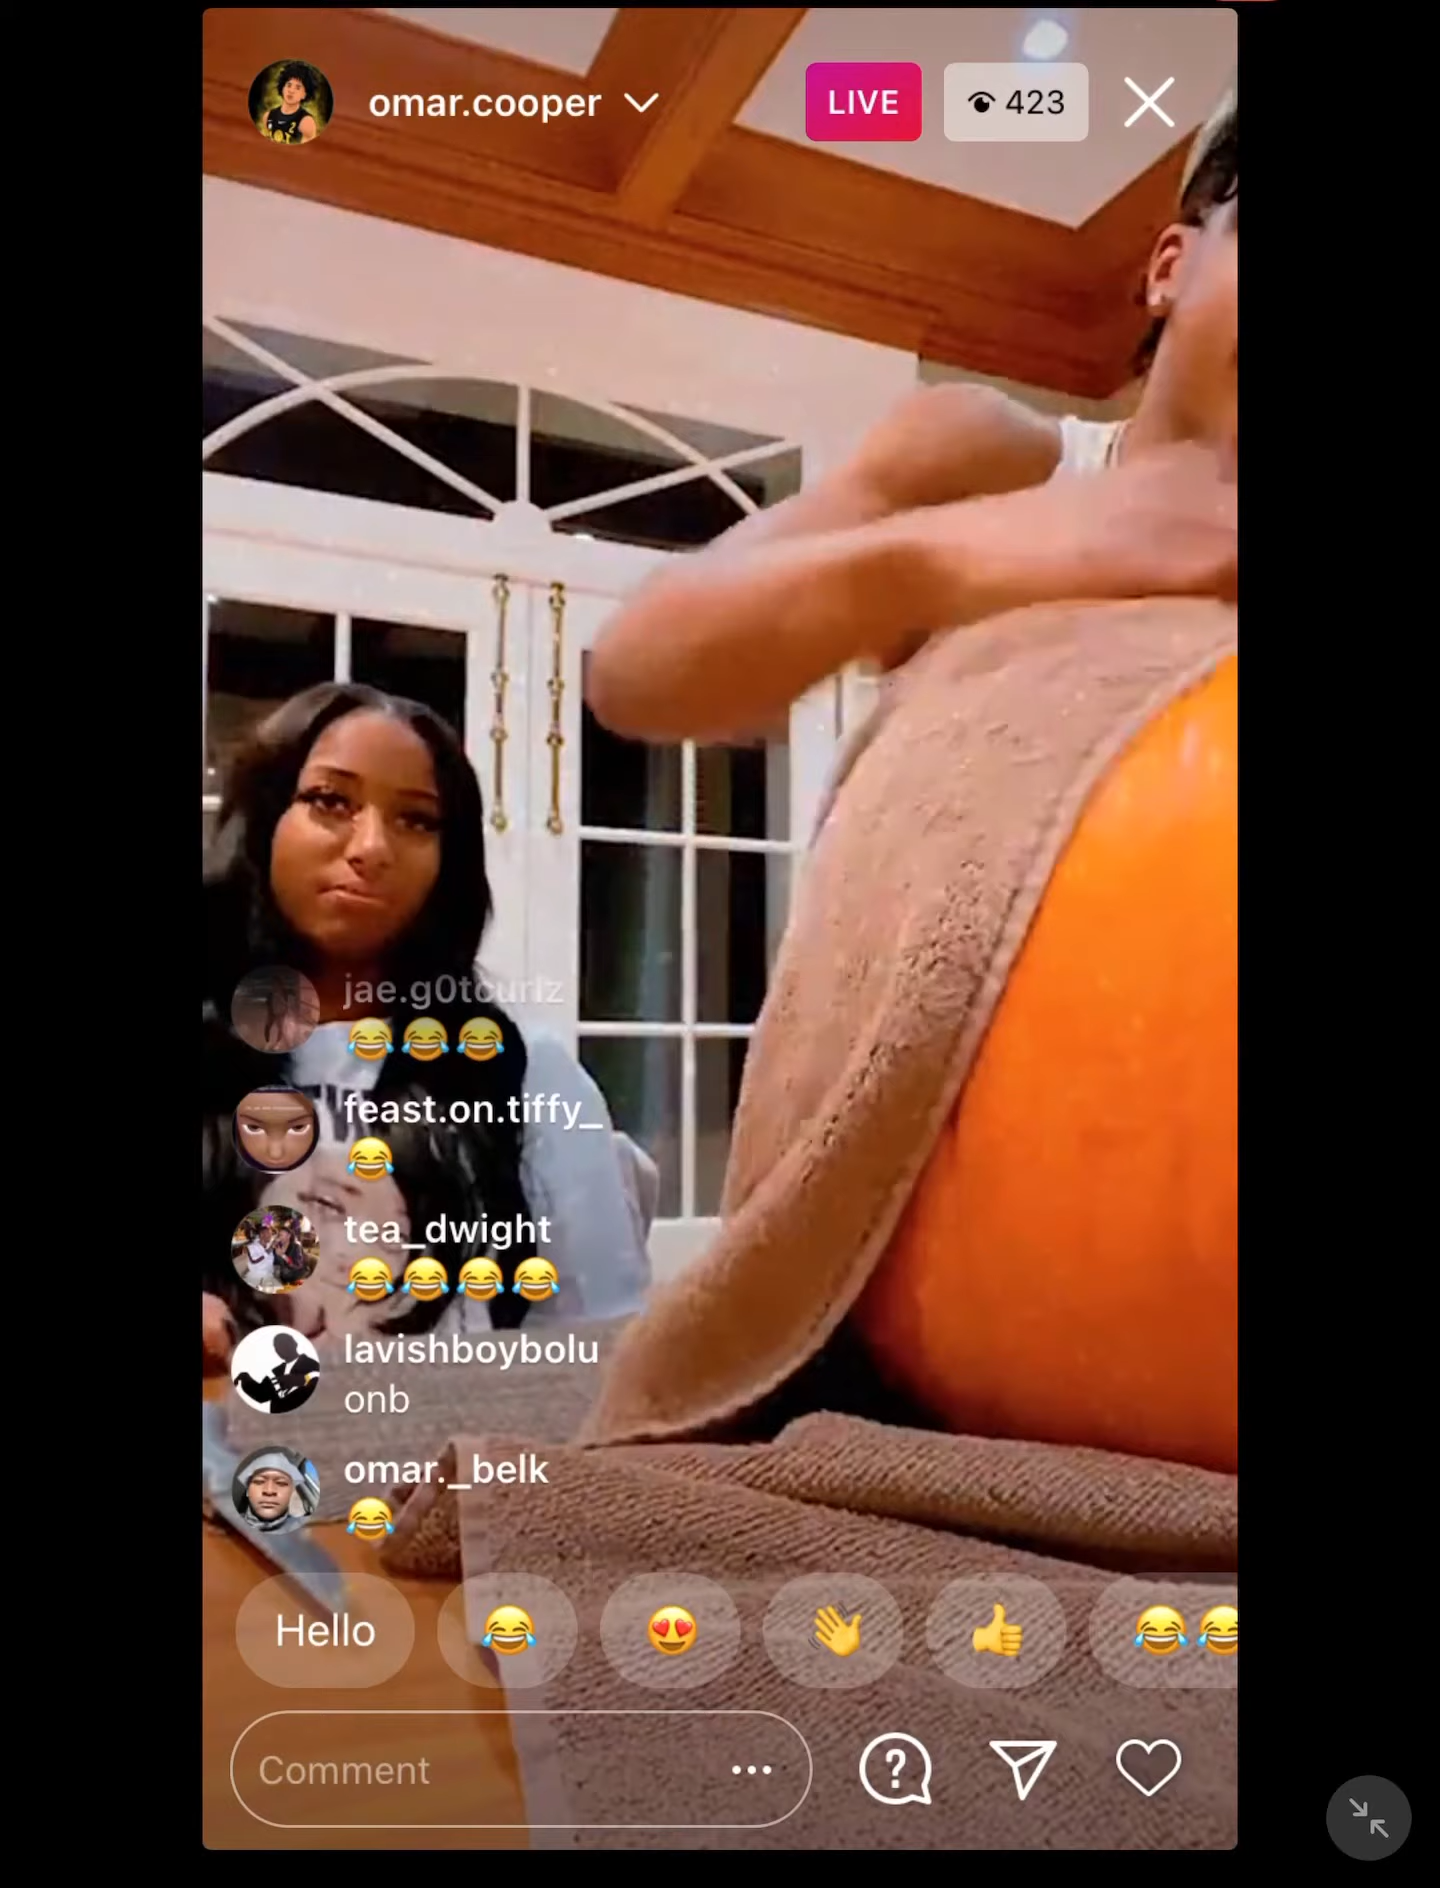 omar.cooper
LIVE
423
jae.g0tcurlz
😂😂😂
feast.on.tiffy_
😂
tea_dwight
😂😂😂😂
lavishboybolu
onb
omar._belk
😂
Hello 😂 😍 👋 👍 😂😂
Comment